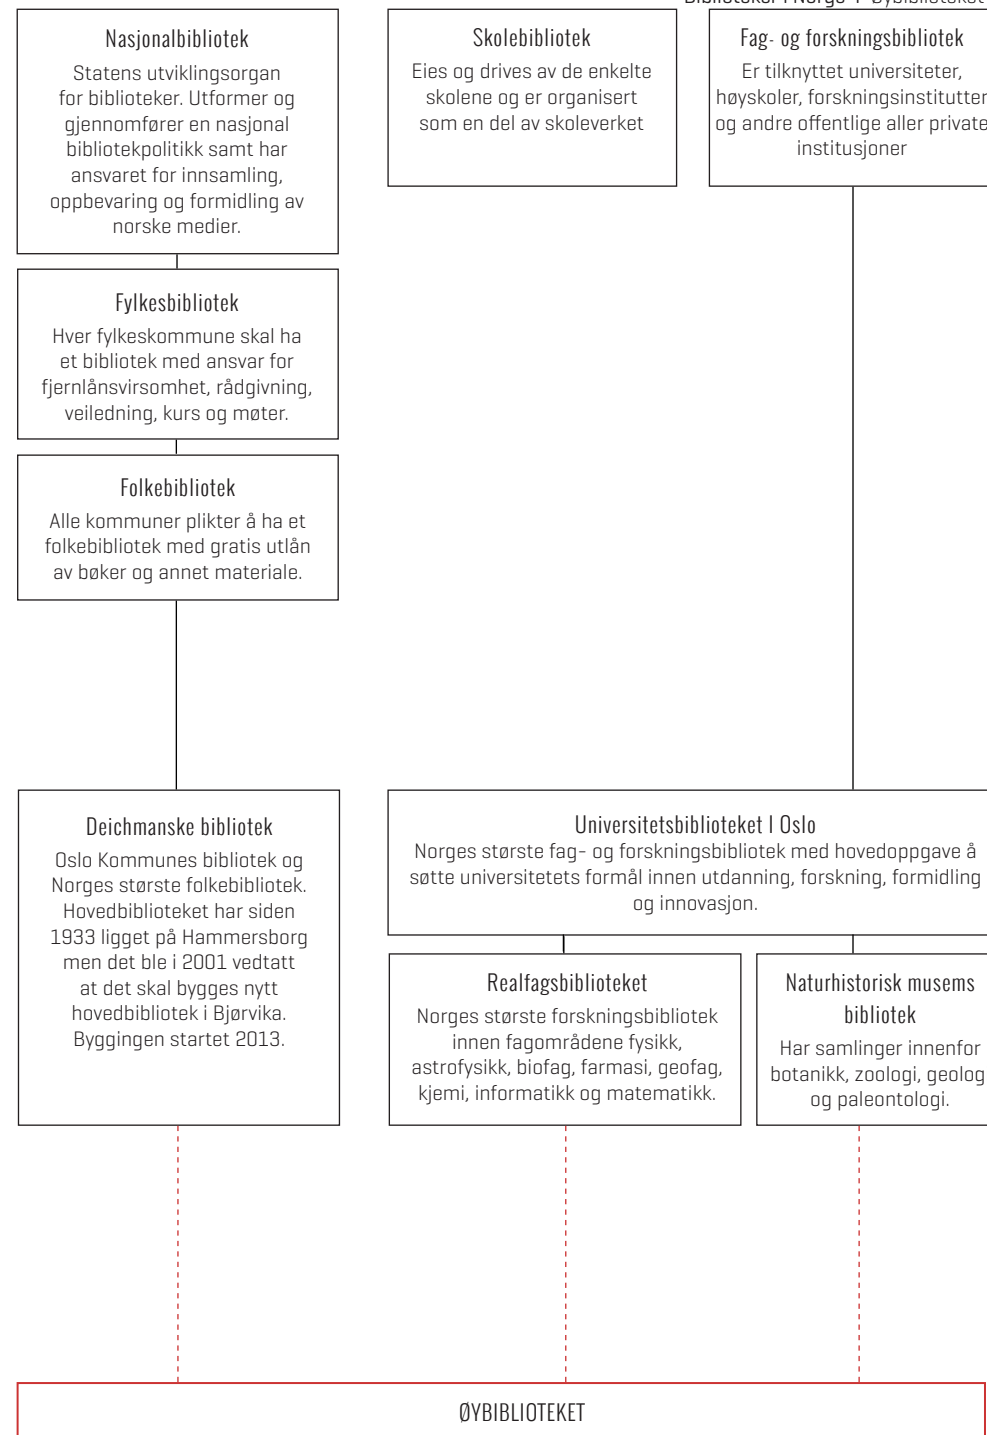 Nasjonalbibliotek
Statens utviklingsorgan
for biblioteker. Utformer og
gjennomfører en nasjonal
bibliotekpolitikk samt har
ansvaret for innsamling,
oppbevaring og formidling av
norske medier.
Skolebibliotek
Eies og drives av de enkelte
skolene og er organisert
som en del av skoleverket
Fag- og forskningsbibliotek
Er tilknyttet universiteter,
høyskoler, forskningsinstitutter
og andre offentlige aller private
institusjoner
Fylkesbibliotek
Hver fylkeskommune skal ha
et bibliotek med ansvar for
fjernlånsvirsomhet, rådgivning,
veiledning, kurs og møter.
Folkebibliotek
Alle kommuner plikter å ha et
folkebibliotek med gratis utlån
av bøker og annet materiale.
Deichmanske bibliotek
Oslo Kommunes bibliotek og
Norges største folkebibliotek.
Hovedbiblioteket har siden
1933 ligget på Hammersborg
men det ble i 2001 vedtatt
at det skal bygges nytt
hovedbibliotek i Bjørvika.
Byggingen startet 2013.
Universitetsbiblioteket I Oslo
Norges største fag- og forskningsbibliotek med hovedoppgave å
søtte universitetets formål innen utdanning, forskning, formidling
og innovasjon.
Realfagsbiblioteket
Norges største forskningsbibliotek
innen fagområdene fysikk,
astrofysikk, biofag, farmasi, geofag,
kjemi, informatikk og matematikk.
Naturhistorisk musems
bibliotek
Har samlinger innenfor
botanikk, zoologi, geolog
og paleontologi.
ØYBIBLIOTEKET